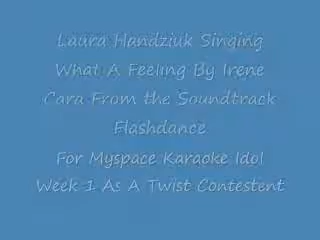 Laura Handziuk Singing
What A Feeling By Irene
Cara From the Soundtrack
Flashdance
For Myspace Karaoke Idol
Week 1 As A Twist Contestent